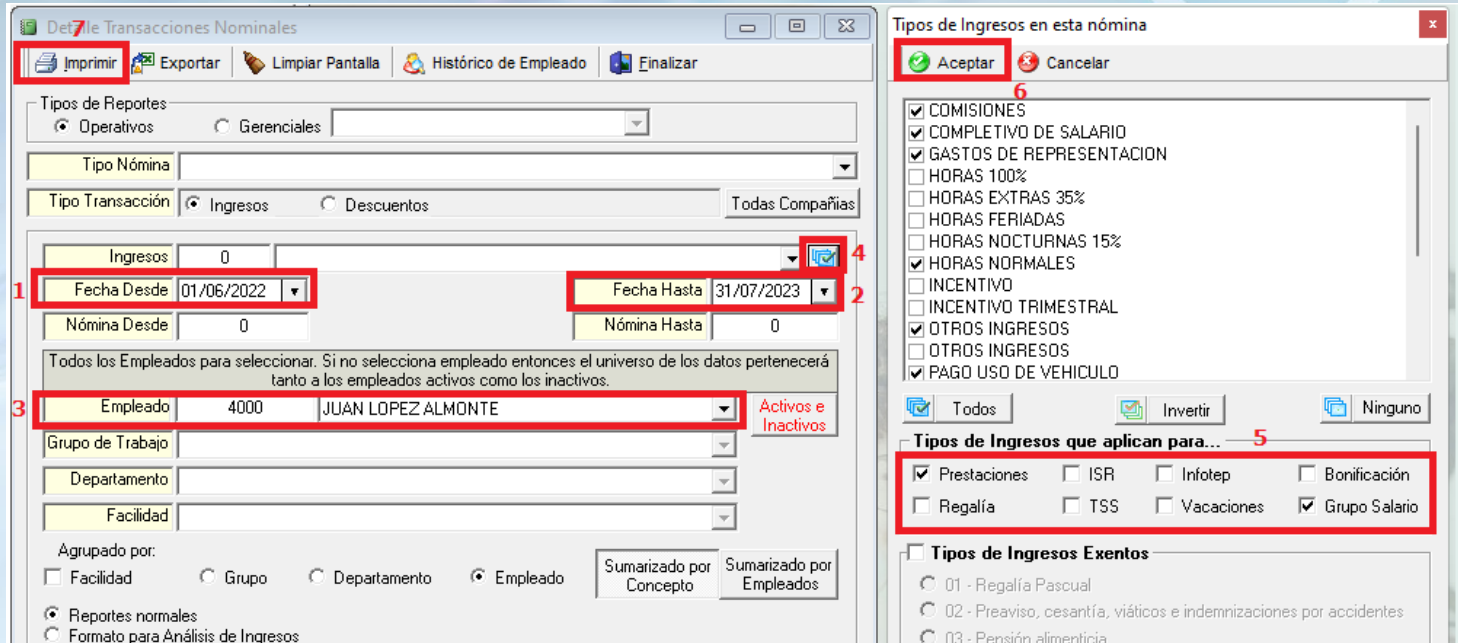 7
Detalle Transacciones Nominales
Imprimir Exportar Limpiar Pantalla Histórico de Empleado Finalizar
Tipos de Reportes
Operativos Gerenciales
Tipo Nómina
Tipo Transacción Ingresos Descuentos Todas Compañias
Ingresos 0 4
1 Fecha Desde 01/06/2022 Fecha Hasta 31/07/2023 2
Nómina Desde 0 Nómina Hasta 0
Todos los Empleados para seleccionar. Si no selecciona empleado entonces el universo de los datos pertenecerá
tanto a los empleados activos como los inactivos.
3 Empleado 4000 JUAN LOPEZ ALMONTE Activos e
Inactivos
Grupo de Trabajo
Departamento
Facilidad
Agrupado por:
Facilidad Grupo Departamento Empleado
Sumarizado por
Concepto
Sumarizado por
Empleados
Reportes normales
Formato para Análisis de Ingresos
Tipos de Ingresos en esta nómina x
Aceptar Cancelar
6
COMISIONES
COMPLETIVO DE SALARIO
GASTOS DE REPRESENTACION
HORAS 100%
HORAS EXTRAS 35%
HORAS FERIADAS
HORAS NOCTURNAS 15%
HORAS NORMALES
INCENTIVO
INCENTIVO TRIMESTRAL
OTROS INGRESOS
OTROS INGRESOS
PAGO USO DE VEHICULO
Todos Invertir Ninguno
Tipos de Ingresos que aplican para... 5
Prestaciones ISR Infotep Bonificación
Regalía TSS Vacaciones Grupo Salario
Tipos de Ingresos Exentos
01 - Regalía Pascual
02 - Preaviso, cesantía, viáticos e indemnizaciones por accidentes
03 - Pensión alimenticia